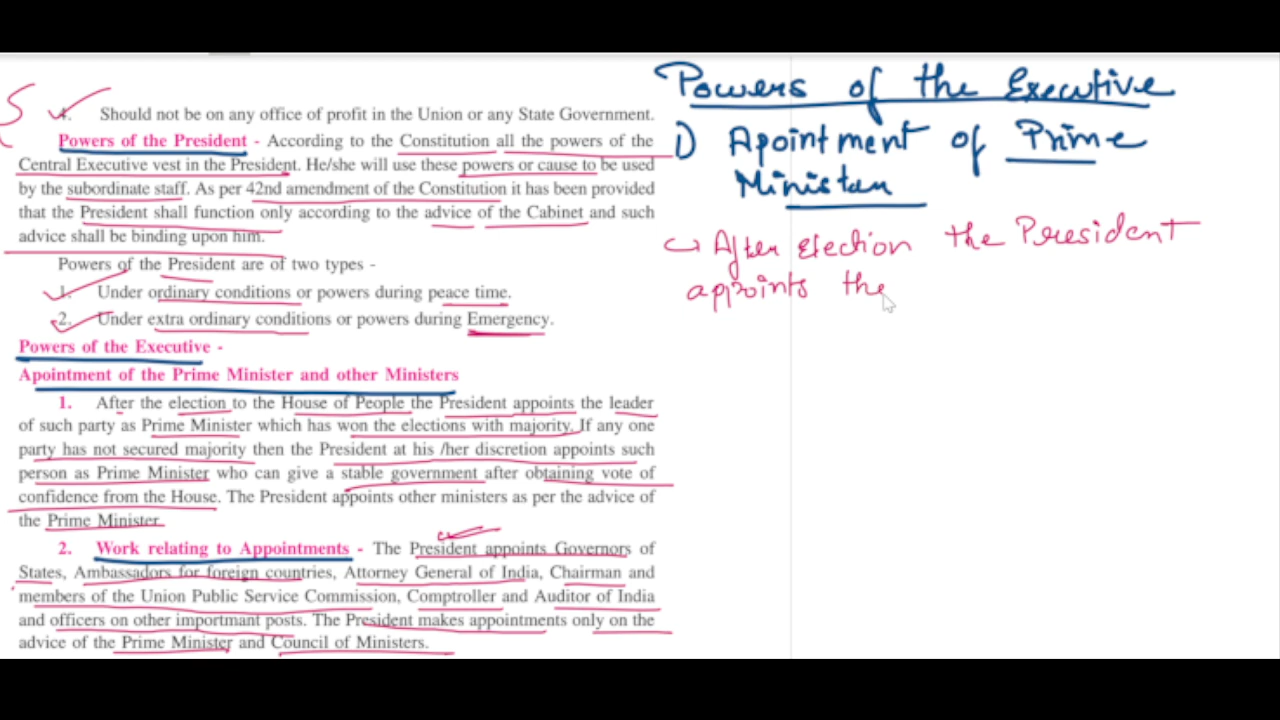 4. Should not be on any office of profit in the Union or any State Government.
Powers of the President - According to the Constitution all the powers of the
Central Executive vest in the President. He/she will use these powers or cause to be used
by the subordinate staff. As per 42nd amendment of the Constitution it has been provided
that the President shall function only according to the advice of the Cabinet and such
advice shall be binding upon him.
Powers of the President are of two types -
1. Under ordinary conditions or powers during peace time.
2. Under extra ordinary conditions or powers during Emergency.
Powers of the Executive -
Apointment of the Prime Minister and other Ministers
1. After the election to the House of People the President appoints the leader
of such party as Prime Minister which has won the elections with majority. If any one
party has not secured majority then the President at his /her discretion appoints such
person as Prime Minister who can give a stable government after obtaining vote of
confidence from the House. The President appoints other ministers as per the advice of
the Prime Minister.
2. Work relating to Appointments - The President appoints Governors of
States, Ambassadors for foreign countries, Attorney General of India, Chairman and
members of the Union Public Service Commission, Comptroller and Auditor of India
and officers on other importmant posts. The President makes appointments only on the
advice of the Prime Minister and Council of Ministers.
Powers of the Executive
1) Apointment of Prime
Ministar
After Election the President
appoints the